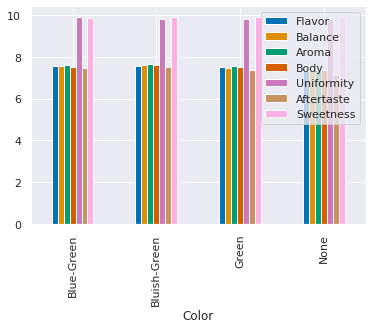 10
8
6
4
2
0
Flavor
Balance
Aroma
Body
Uniformity
Aftertaste
Sweetness
Blue-Green
Bluish-Green
Green
None
Color